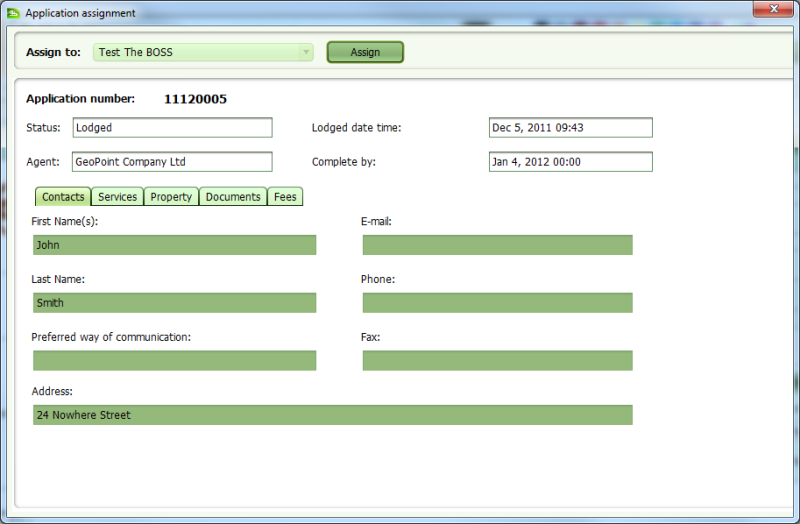 Application assignment
Assign to: Test The BOSS Assign
Application number: 11120005
Status: Lodged Lodged date time: Dec 5, 2011 09:43
Agent: GeoPoint Company Ltd Complete by: Jan 4, 2012 00:00
Contacts Services Property Documents Fees
First Name(s): E-mail:
John
Last Name: Phone:
Smith
Preferred way of communication: Fax:
Address:
24 Nowhere Street